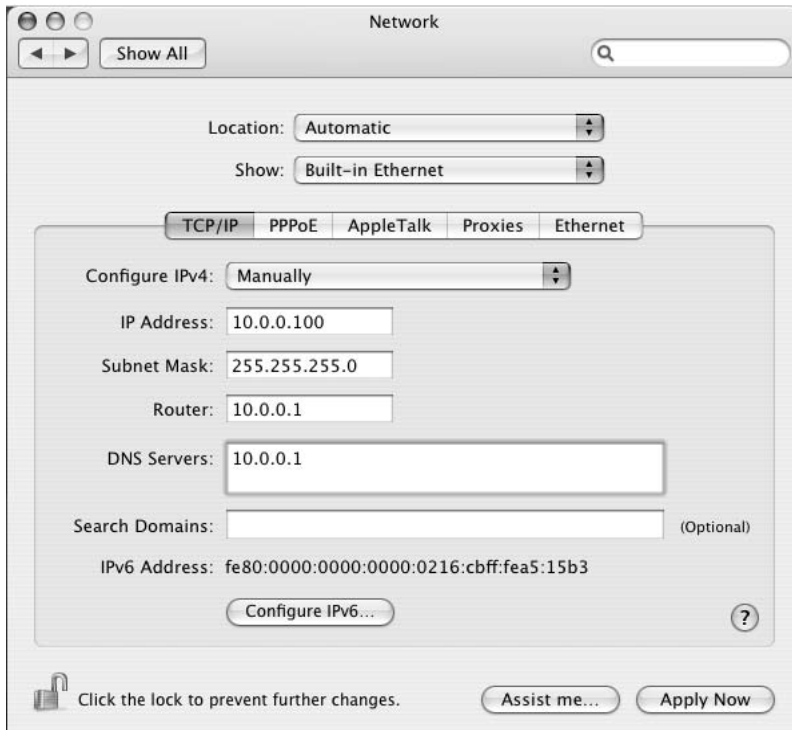 Network
Show All
Location: Automatic
Show: Built-in Ethernet
TCP/IP PPPoE AppleTalk Proxies Ethernet
Configure IPv4: Manually
IP Address: 10.0.0.100
Subnet Mask: 255.255.255.0
Router: 10.0.0.1
DNS Servers: 10.0.0.1
Search Domains: (Optional)
IPv6 Address: fe80:0000:0000:0000:0216:cbff:fea5:15b3
Configure IPv6...
?
Click the lock to prevent further changes. Assist me... Apply Now